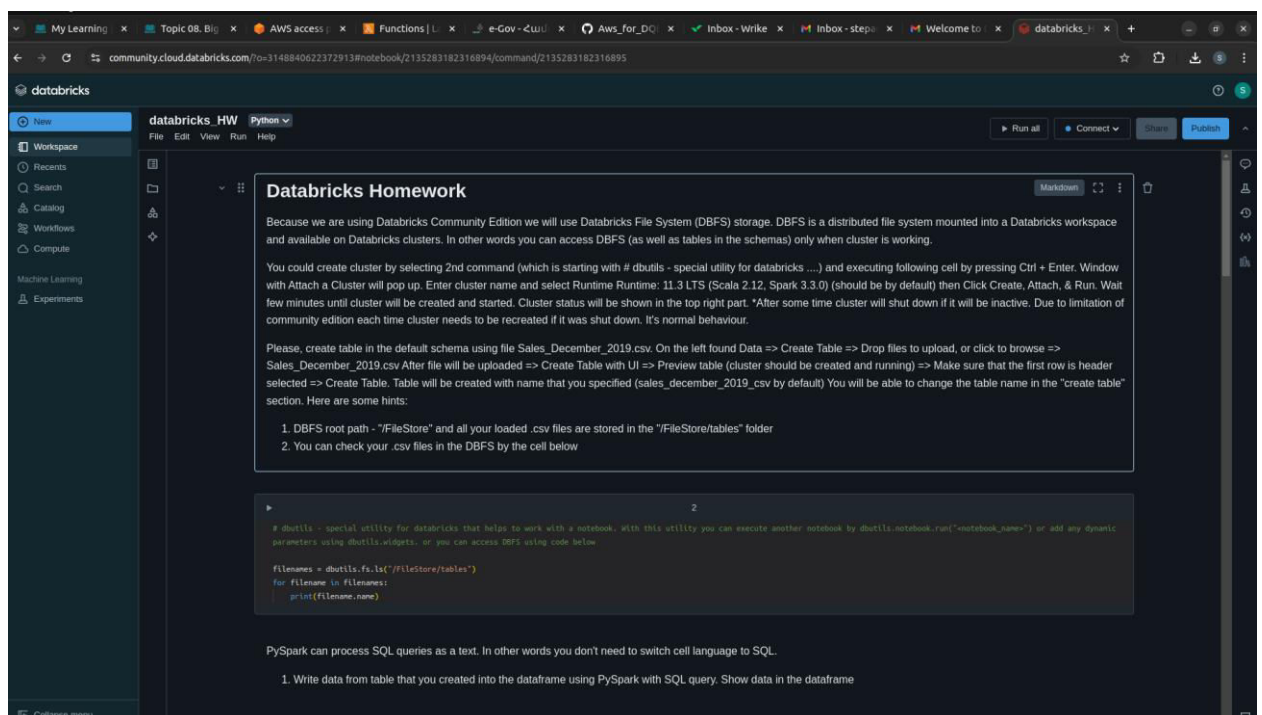 My Learning
Topic 08. Big
AWS access
Functions | L
e-Gov - Հայ
Aws_for_DQ
Inbox - Wrike
Inbox - stepa
Welcome to
databricks_H
community.cloud.databricks.com/?o=3148840622372913#notebook/2135283182316894/command/2135283182316895
databricks
S
New
databricks_HW Python
File Edit View Run Help
Run all
Connect
Share
Publish
Workspace
Recents
Search
Catalog
Workflows
Compute
Machine Learning
Experiments
Databricks Homework
Markdown
Because we are using Databricks Community Edition we will use Databricks File System (DBFS) storage. DBFS is a distributed file system mounted into a Databricks workspace
and available on Databricks clusters. In other words you can access DBFS (as well as tables in the schemas) only when cluster is working.
You could create cluster by selecting 2nd command (which is starting with # dbutils - special utility for databricks ....) and executing following cell by pressing Ctrl + Enter. Window
with Attach a Cluster will pop up. Enter cluster name and select Runtime Runtime: 11.3 LTS (Scala 2.12, Spark 3.3.0) (should be by default) then Click Create, Attach, & Run. Wait
few minutes until cluster will be created and started. Cluster status will be shown in the top right part. *After some time cluster will shut down if it will be inactive. Due to limitation of
community edition each time cluster needs to be recreated if it was shut down. It's normal behaviour.
Please, create table in the default schema using file Sales_December_2019.csv. On the left found Data => Create Table => Drop files to upload, or click to browse =>
Sales_December_2019.csv After file will be uploaded => Create Table with UI => Preview table (cluster should be created and running) => Make sure that the first row is header
selected => Create Table. Table will be created with name that you specified (sales_december_2019_csv by default) You will be able to change the table name in the "create table"
section. Here are some hints:
1. DBFS root path - "/FileStore" and all your loaded .csv files are stored in the "/FileStore/tables" folder
2. You can check your .csv files in the DBFS by the cell below
2
# dbutils - special utility for databricks that helps to work with a notebook. With this utility you can execute another notebook by dbutils.notebook.run("<notebook_name>") or add any dynamic
parameters using dbutils.widgets. or you can access DBFS using code below
filenames = dbutils.fs.ls("/FileStore/tables")
for filename in filenames:
print(filename.name)
PySpark can process SQL queries as a text. In other words you don't need to switch cell language to SQL.
1. Write data from table that you created into the dataframe using PySpark with SQL query. Show data in the dataframe
Collapse menu